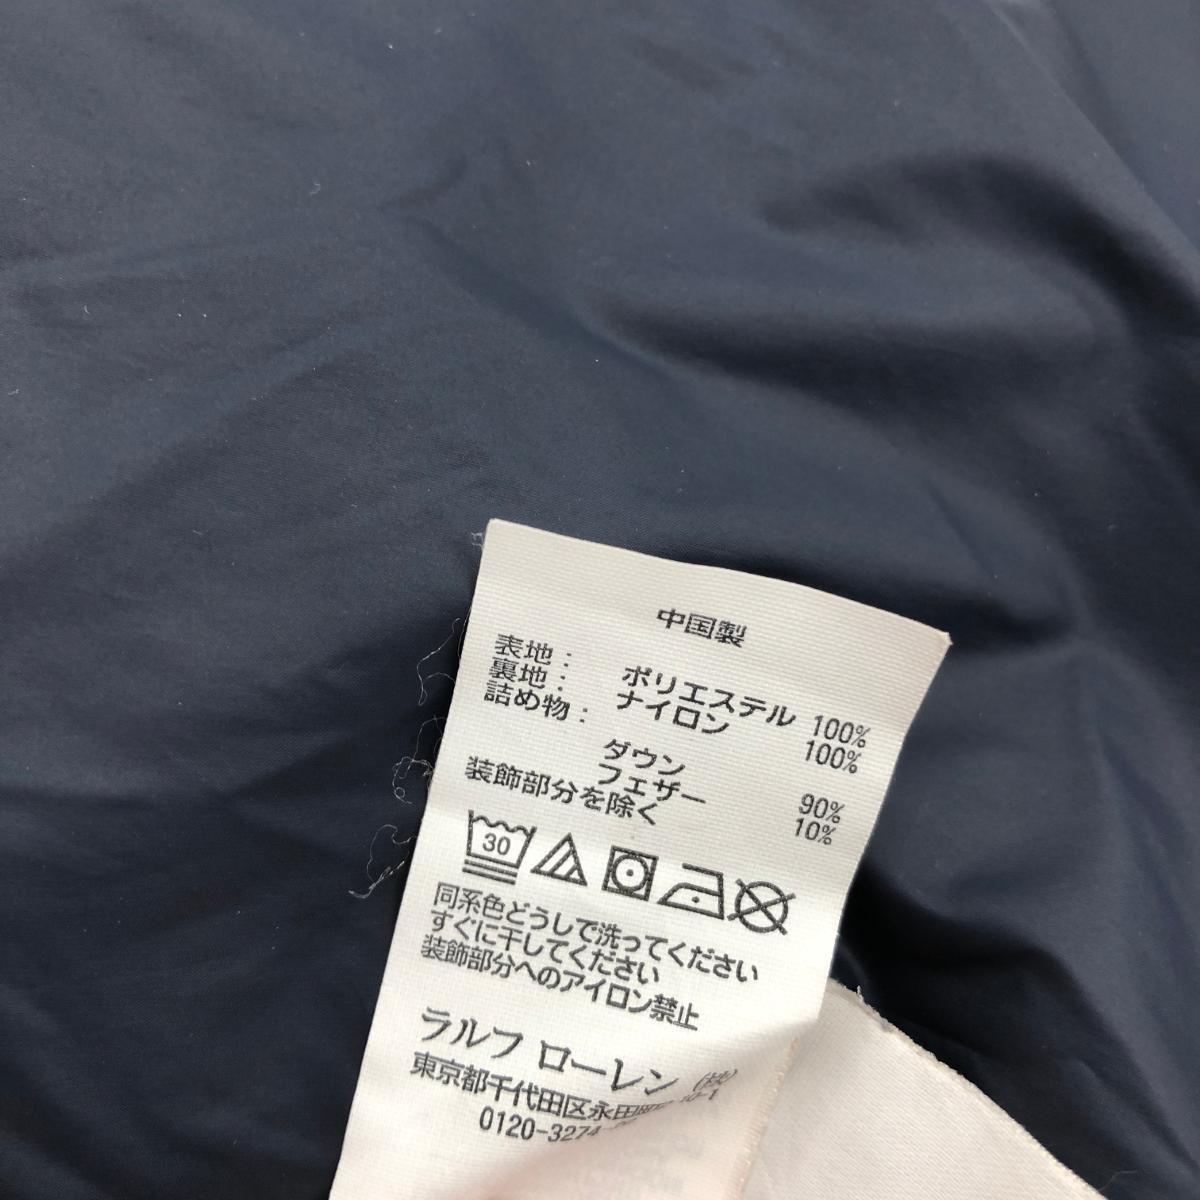 中国製
表地： ポリエステル 100%
裏地： ナイロン 100%
詰め物：
ダウン 90%
フェザー 10%
装飾部分を除く
30
同系色どうしで洗ってください
すぐに干してください
装飾部分へのアイロン禁止
ラルフ ローレン (株)
東京都千代田区永田町
0120-3274-